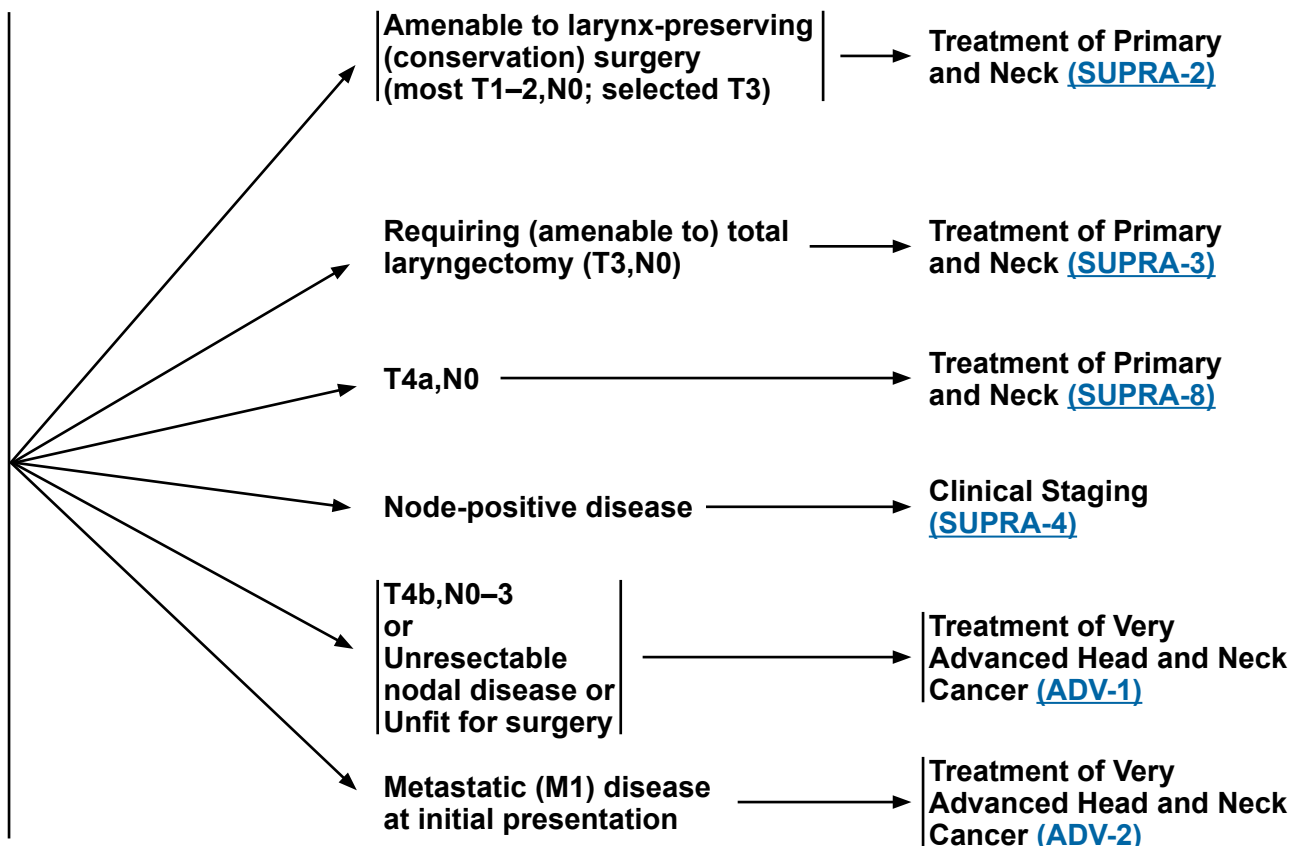 Amenable to larynx-preserving
(conservation) surgery
(most T1–2,N0; selected T3)
Treatment of Primary
and Neck (SUPRA-2)
Requiring (amenable to) total
laryngectomy (T3,N0)
Treatment of Primary
and Neck (SUPRA-3)
T4a,N0
Treatment of Primary
and Neck (SUPRA-8)
Node-positive disease
Clinical Staging
(SUPRA-4)
T4b,N0–3
or
Unresectable
nodal disease or
Unfit for surgery
Treatment of Very
Advanced Head and Neck
Cancer (ADV-1)
Metastatic (M1) disease
at initial presentation
Treatment of Very
Advanced Head and Neck
Cancer (ADV-2)